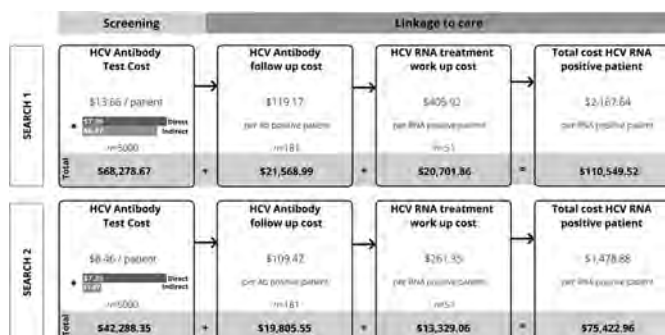 Screening
Linkage to care
SEARCH 1
HCV Antibody
Test Cost
$13.66 / patient
Direct
Indirect
n=5000
Total
$68,278.67
+
HCV Antibody
follow up cost
$119.17
per Ab positive patient
n=181
$21,568.99
+
HCV RNA treatment
work up cost
$405.92
per RNA positive patient
n=51
$20,701.86
=
Total cost HCV RNA
positive patient
$2,167.64
per RNA positive patient
$110,549.52
SEARCH 2
HCV Antibody
Test Cost
$8.46 / patient
Direct
Indirect
n=5000
Total
$42,288.35
+
HCV Antibody
follow up cost
$109.42
per Ab positive patient
n=181
$19,805.55
+
HCV RNA treatment
work up cost
$261.35
per RNA positive patient
n=51
$13,329.06
=
Total cost HCV RNA
positive patient
$1,478.88
per RNA positive patient
$75,422.96